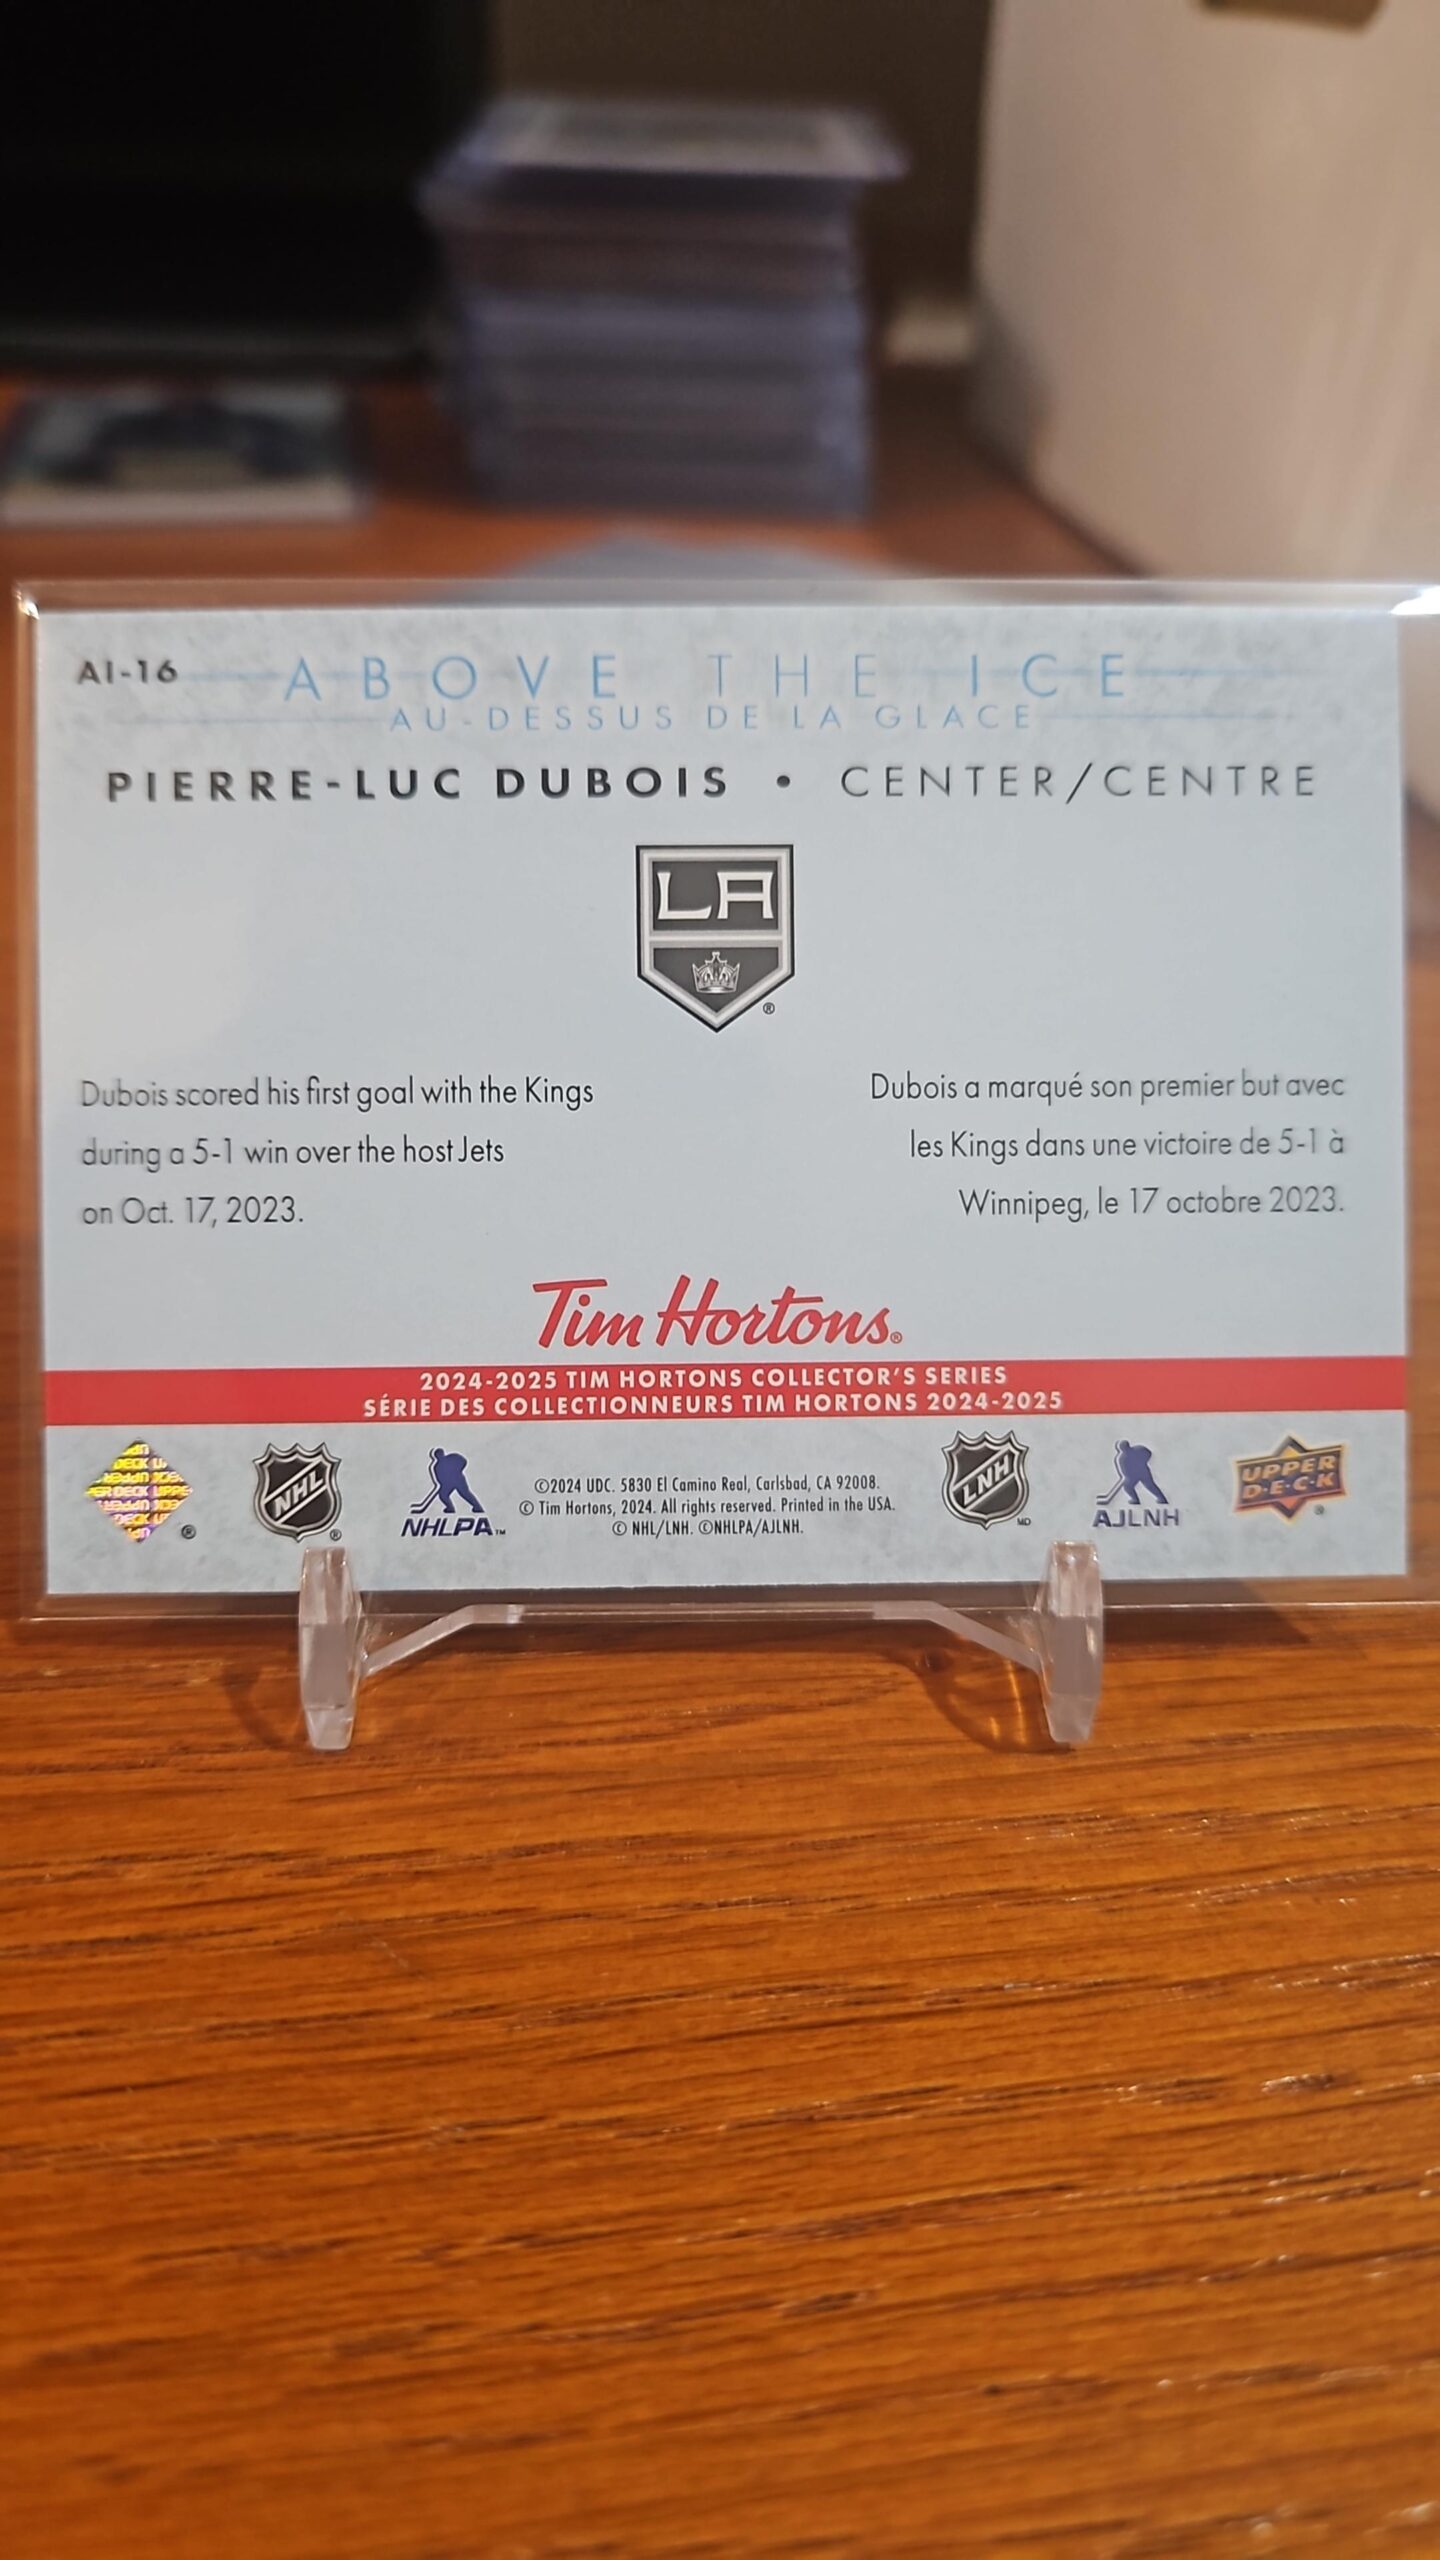 AI-16
ABOVE THE ICE
AU-DESSUS DE LA GLACE
PIERRE-LUC DUBOIS • CENTER/CENTRE
LA
®
Dubois scored his first goal with the Kings
during a 5-1 win over the host Jets
on Oct. 17, 2023.
Dubois a marqué son premier but avec
les Kings dans une victoire de 5-1 à
Winnipeg, le 17 octobre 2023.
Tim Hortons®
2024-2025 TIM HORTONS COLLECTOR'S SERIES
SÉRIE DES COLLECTIONNEURS TIM HORTONS 2024-2025
UPPER DECK
®
NHL
®
NHLPA™
©2024 UDC. 5830 El Camino Real, Carlsbad, CA 92008.
© Tim Hortons, 2024. All rights reserved. Printed in the USA.
© NHL/LNH. ©NHLPA/AJLNH.
LNH
MD
AJLNH
UPPER
D·E·C·K
®